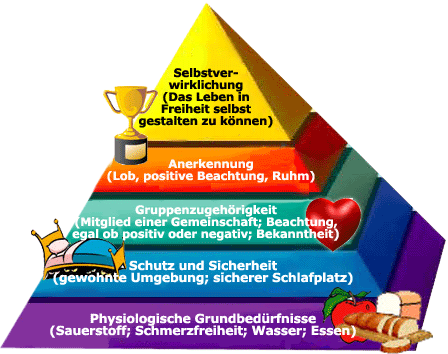 Selbstver-
wirklichung
(Das Leben in
Freiheit selbst
gestalten zu können)
Anerkennung
(Lob, positive Beachtung, Ruhm)
Gruppenzugehörigkeit
(Mitglied einer Gemeinschaft; Beachtung,
egal ob positiv oder negativ; Bekanntheit)
Schutz und Sicherheit
(gewohnte Umgebung; sicherer Schlafplatz)
Physiologische Grundbedürfnisse
(Sauerstoff; Schmerzfreiheit; Wasser; Essen)